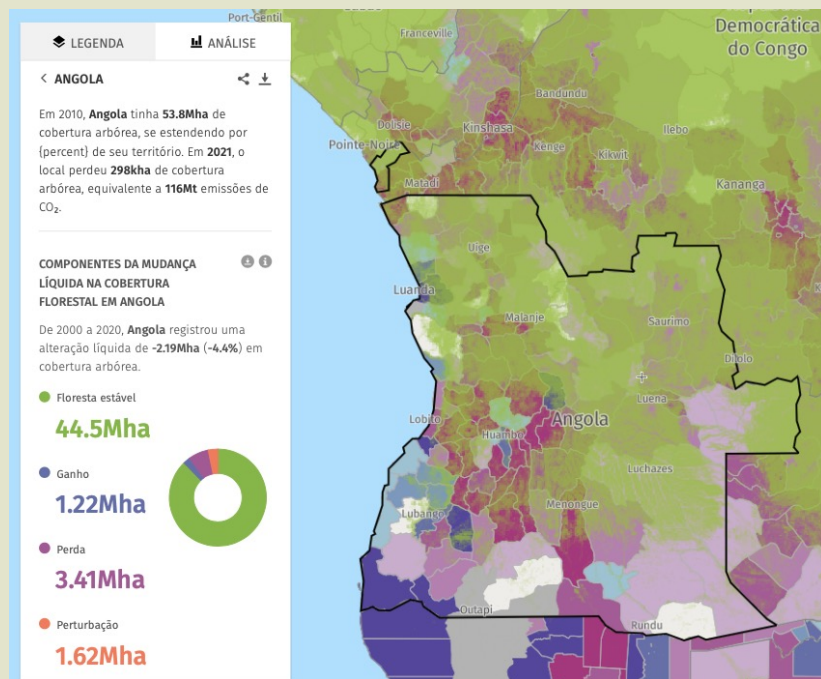 Port-Gentil
LEGENDA
ANÁLISE
ANGOLA
Em 2010, Angola tinha 53.8Mha de
cobertura arbórea, se estendendo por
{percent} de seu território. Em 2021, o
local perdeu 298kha de cobertura
arbórea, equivalente a 116Mt emissões de
CO₂.
COMPONENTES DA MUDANÇA
LÍQUIDA NA COBERTURA
FLORESTAL EM ANGOLA
De 2000 a 2020, Angola registrou uma
alteração líquida de -2.19Mha (-4.4%) em
cobertura arbórea.
Floresta estável
44.5Mha
Ganho
1.22Mha
Perda
3.41Mha
Perturbação
1.62Mha
Democrática
do Congo
Franceville
Bandundu
Dolisie
Kinshasa
Ilebo
Pointe-Noire
Kenge
Kikwit
Matadi
Kananga
Uíge
Luanda
Malanje
Saurimo
Dilolo
Luena
Lobito
Angola
Huambo
Luchazes
Menongue
Lubango
Outapi
Rundu